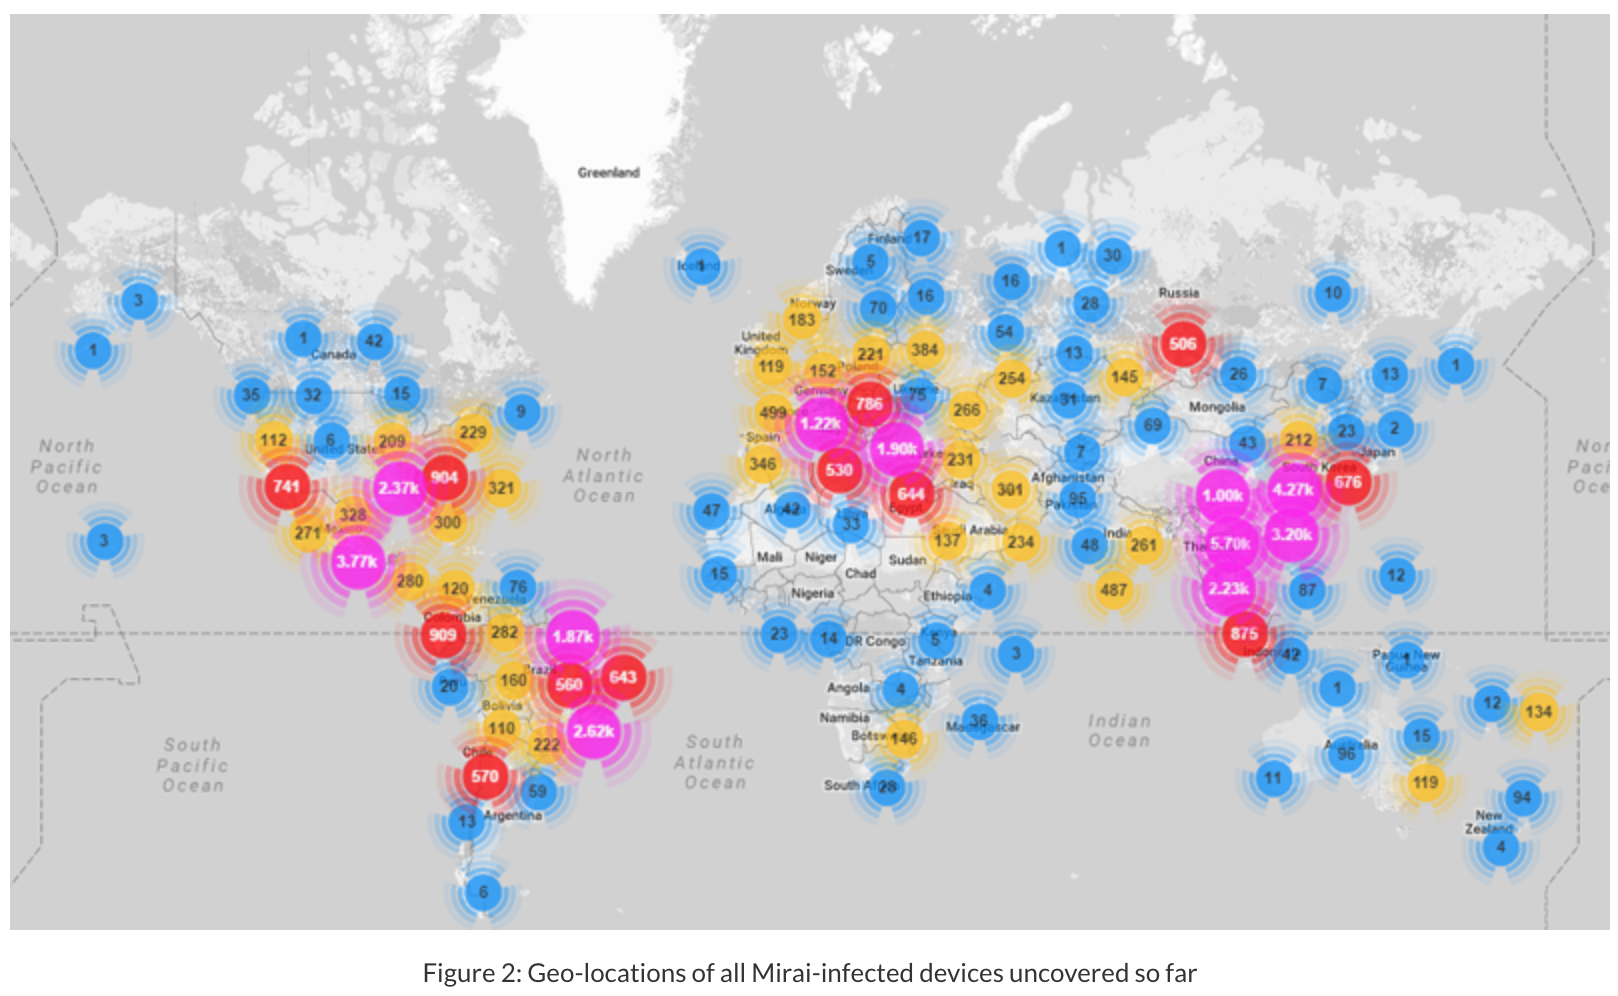 Greenland
Finland 17
1
30
Iceland
5
Sweden
16
Russia
10
3
70
16
28
Norway
183
1
42
54
506
United
Kingdom
1
Canada
221
384
13
1
119
152
Poland
254
145
26
7
13
35
32
15
Germany
786
75
31
Mongolia
9
499
1.22k
266
69
23
2
112
6
209
229
Spain
1.90k
43
212
Japan
United States
North
Pacific
Ocean
North
Atlantic
Ocean
346
530
231
7
China
South Korea
741
2.37k
904
321
644
Iraq
301
Afghanistan
95
Pakistan
1.00k
4.27k
676
328
47
42
33
Egypt
271
300
137
Saudi Arabia
234
48
India
261
5.70k
3.20k
3
3.77k
Mali
Niger
Chad
Sudan
280
120
76
15
Nigeria
Ethiopia
4
487
2.23k
87
12
Venezuela
Colombia
909
282
1.87k
23
14
DR Congo
5
Tanzania
3
875
Indonesia
42
Papua New
Guinea
Brazil
20
160
560
643
Angola
4
1
Bolivia
110
222
2.62k
Namibia
Botswana
146
36
Madagascar
Indian
Ocean
12
134
15
South
Pacific
Ocean
South
Atlantic
Ocean
Chile
570
59
South Africa
28
11
Australia
96
119
94
13
Argentina
New
Zealand
4
6
Figure 2: Geo-locations of all Mirai-infected devices uncovered so far